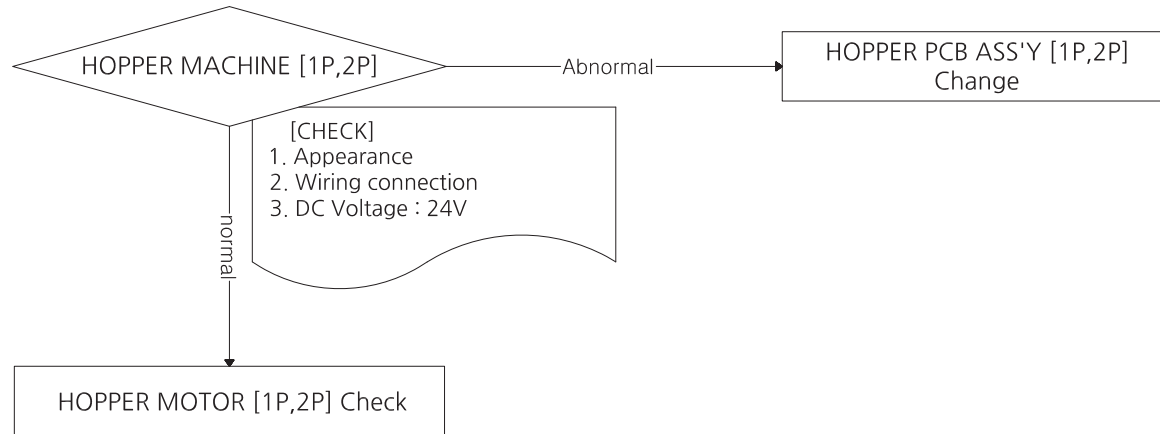 HOPPER MACHINE [1P,2P]
Abnormal
HOPPER PCB ASS'Y [1P,2P]
Change
[CHECK]
1. Appearance
2. Wiring connection
3. DC Voltage : 24V
normal
HOPPER MOTOR [1P,2P] Check